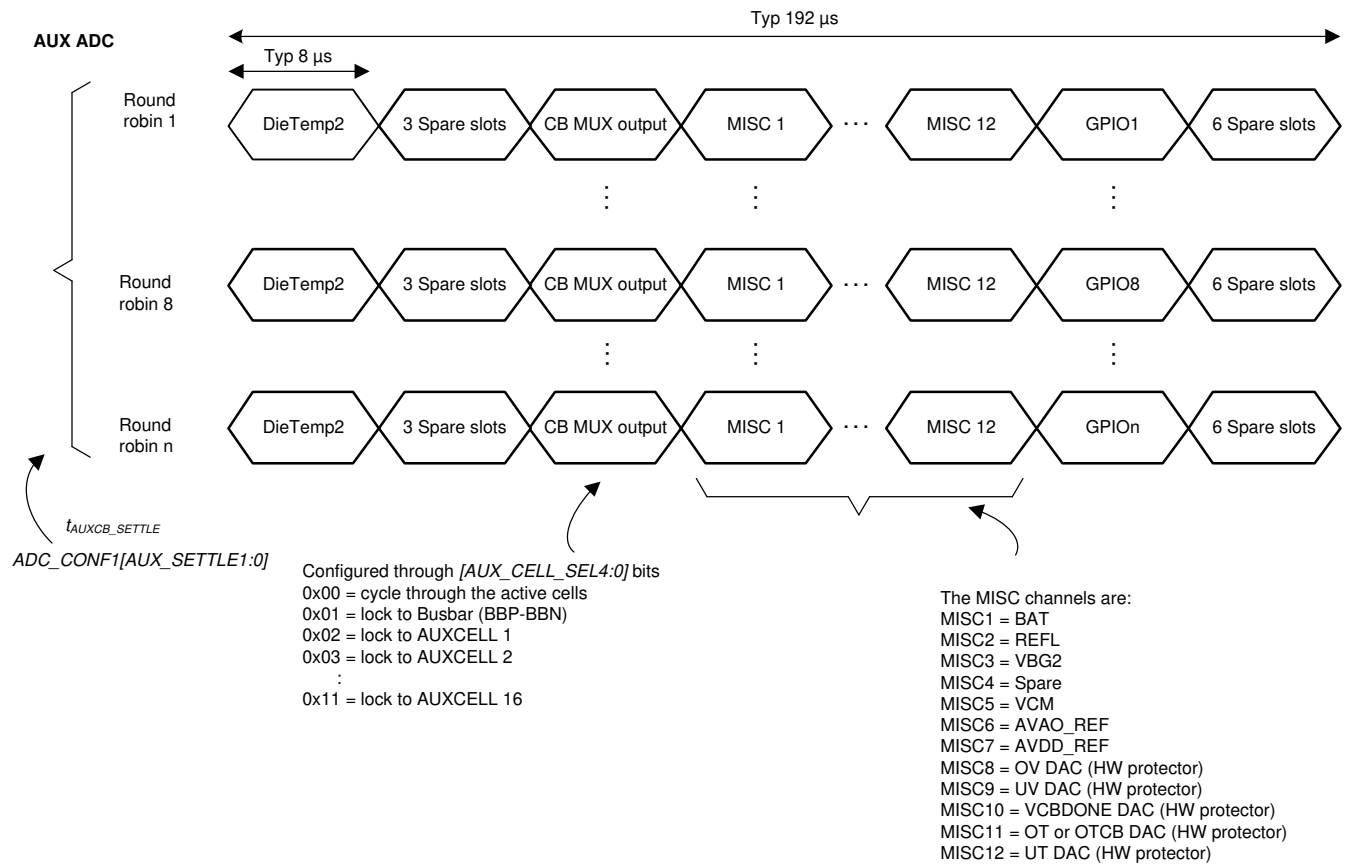 Typ 192 µs
AUX ADC
Typ 8 µs
Round
robin 1
DieTemp2
3 Spare slots
CB MUX output
MISC 1
···
MISC 12
GPIO1
6 Spare slots
Round
robin 8
DieTemp2
3 Spare slots
CB MUX output
MISC 1
···
MISC 12
GPIO8
6 Spare slots
Round
robin n
DieTemp2
3 Spare slots
CB MUX output
MISC 1
···
MISC 12
GPIOn
6 Spare slots
tAUXCB_SETTLE
ADC_CONF1[AUX_SETTLE1:0]
Configured through [AUX_CELL_SEL4:0] bits
0x00 = cycle through the active cells
0x01 = lock to Busbar (BBP-BBN)
0x02 = lock to AUXCELL 1
0x03 = lock to AUXCELL 2
:
0x11 = lock to AUXCELL 16
The MISC channels are:
MISC1 = BAT
MISC2 = REFL
MISC3 = VBG2
MISC4 = Spare
MISC5 = VCM
MISC6 = AVAO_REF
MISC7 = AVDD_REF
MISC8 = OV DAC (HW protector)
MISC9 = UV DAC (HW protector)
MISC10 = VCBDONE DAC (HW protector)
MISC11 = OT or OTCB DAC (HW protector)
MISC12 = UT DAC (HW protector)